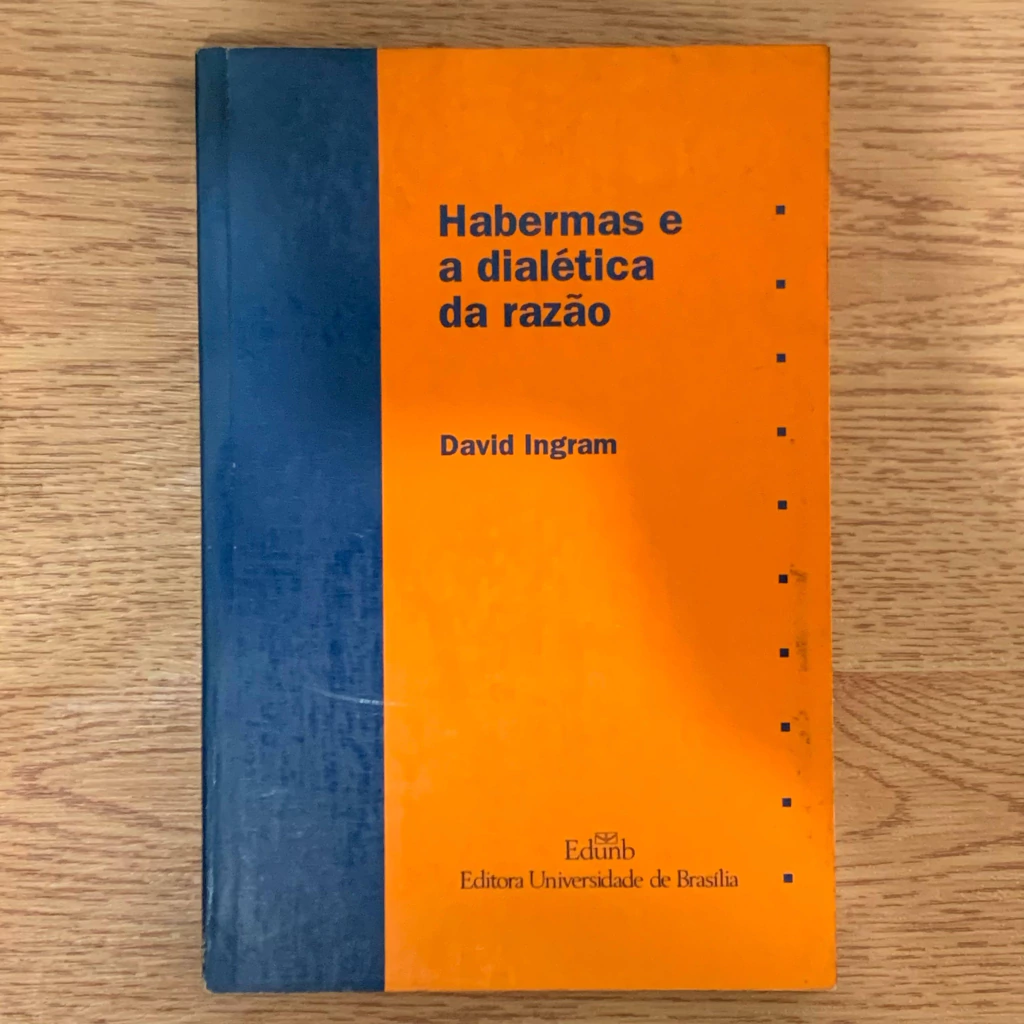 Habermas e
a dialética
da razão
David Ingram
Edunb
Editora Universidade de Brasília